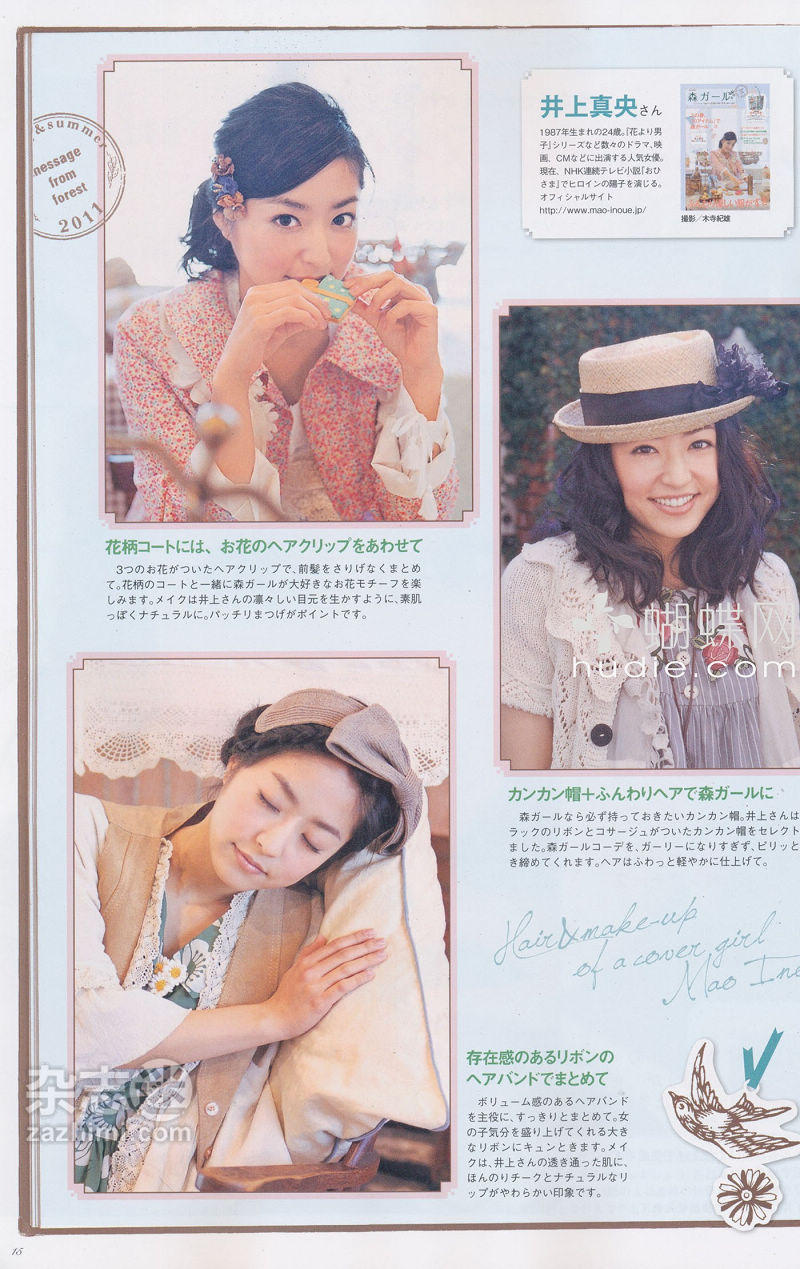 & summer
message
from
forest
2011
井上真央さん
1987年生まれの24歳。『花より男
子』シリーズなど数々のドラマ、映
画、CMなどに出演する人気女優。
現在、NHK連続テレビ小説『おひ
さま』でヒロインの陽子を演じる。
オフィシャルサイト
http://www.mao-inoue.jp/
森ガール
撮影／木寺紀雄
花柄コートには、お花のヘアクリップをあわせて
3つのお花がついたヘアクリップで、前髪をさりげなくまとめ
て。花柄のコートと一緒に森ガールが大好きなお花モチーフを楽
しみます。メイクは井上さんの凛々しい目元を生かすように、素肌
っぽくナチュラルに。パッチリまつげがポイントです。
蝴蝶网
hudie.com
カンカン帽＋ふんわりヘアで森ガールに
森ガールなら必ず持っておきたいカンカン帽。井上さんは
ラックのリボンとコサージュがついたカンカン帽をセレクト
ました。森ガールコーデを、ガーリーになりすぎず、ピリッと
き締めてくれます。ヘアはふわっと軽やかに仕上げて。
Hair&make-up
of a cover girl
Mao Ino
存在感のあるリボンの
ヘアバンドでまとめて
ボリューム感のあるヘアバンド
を主役に、すっきりとまとめて。女
の子気分を盛り上げてくれる大き
なリボンにキュンときます。メイ
クは、井上さんの透き通った肌に、
ほんのりチークとナチュラルなリ
ップがやわらかい印象です。
杂志迷
zazhimi.com
15